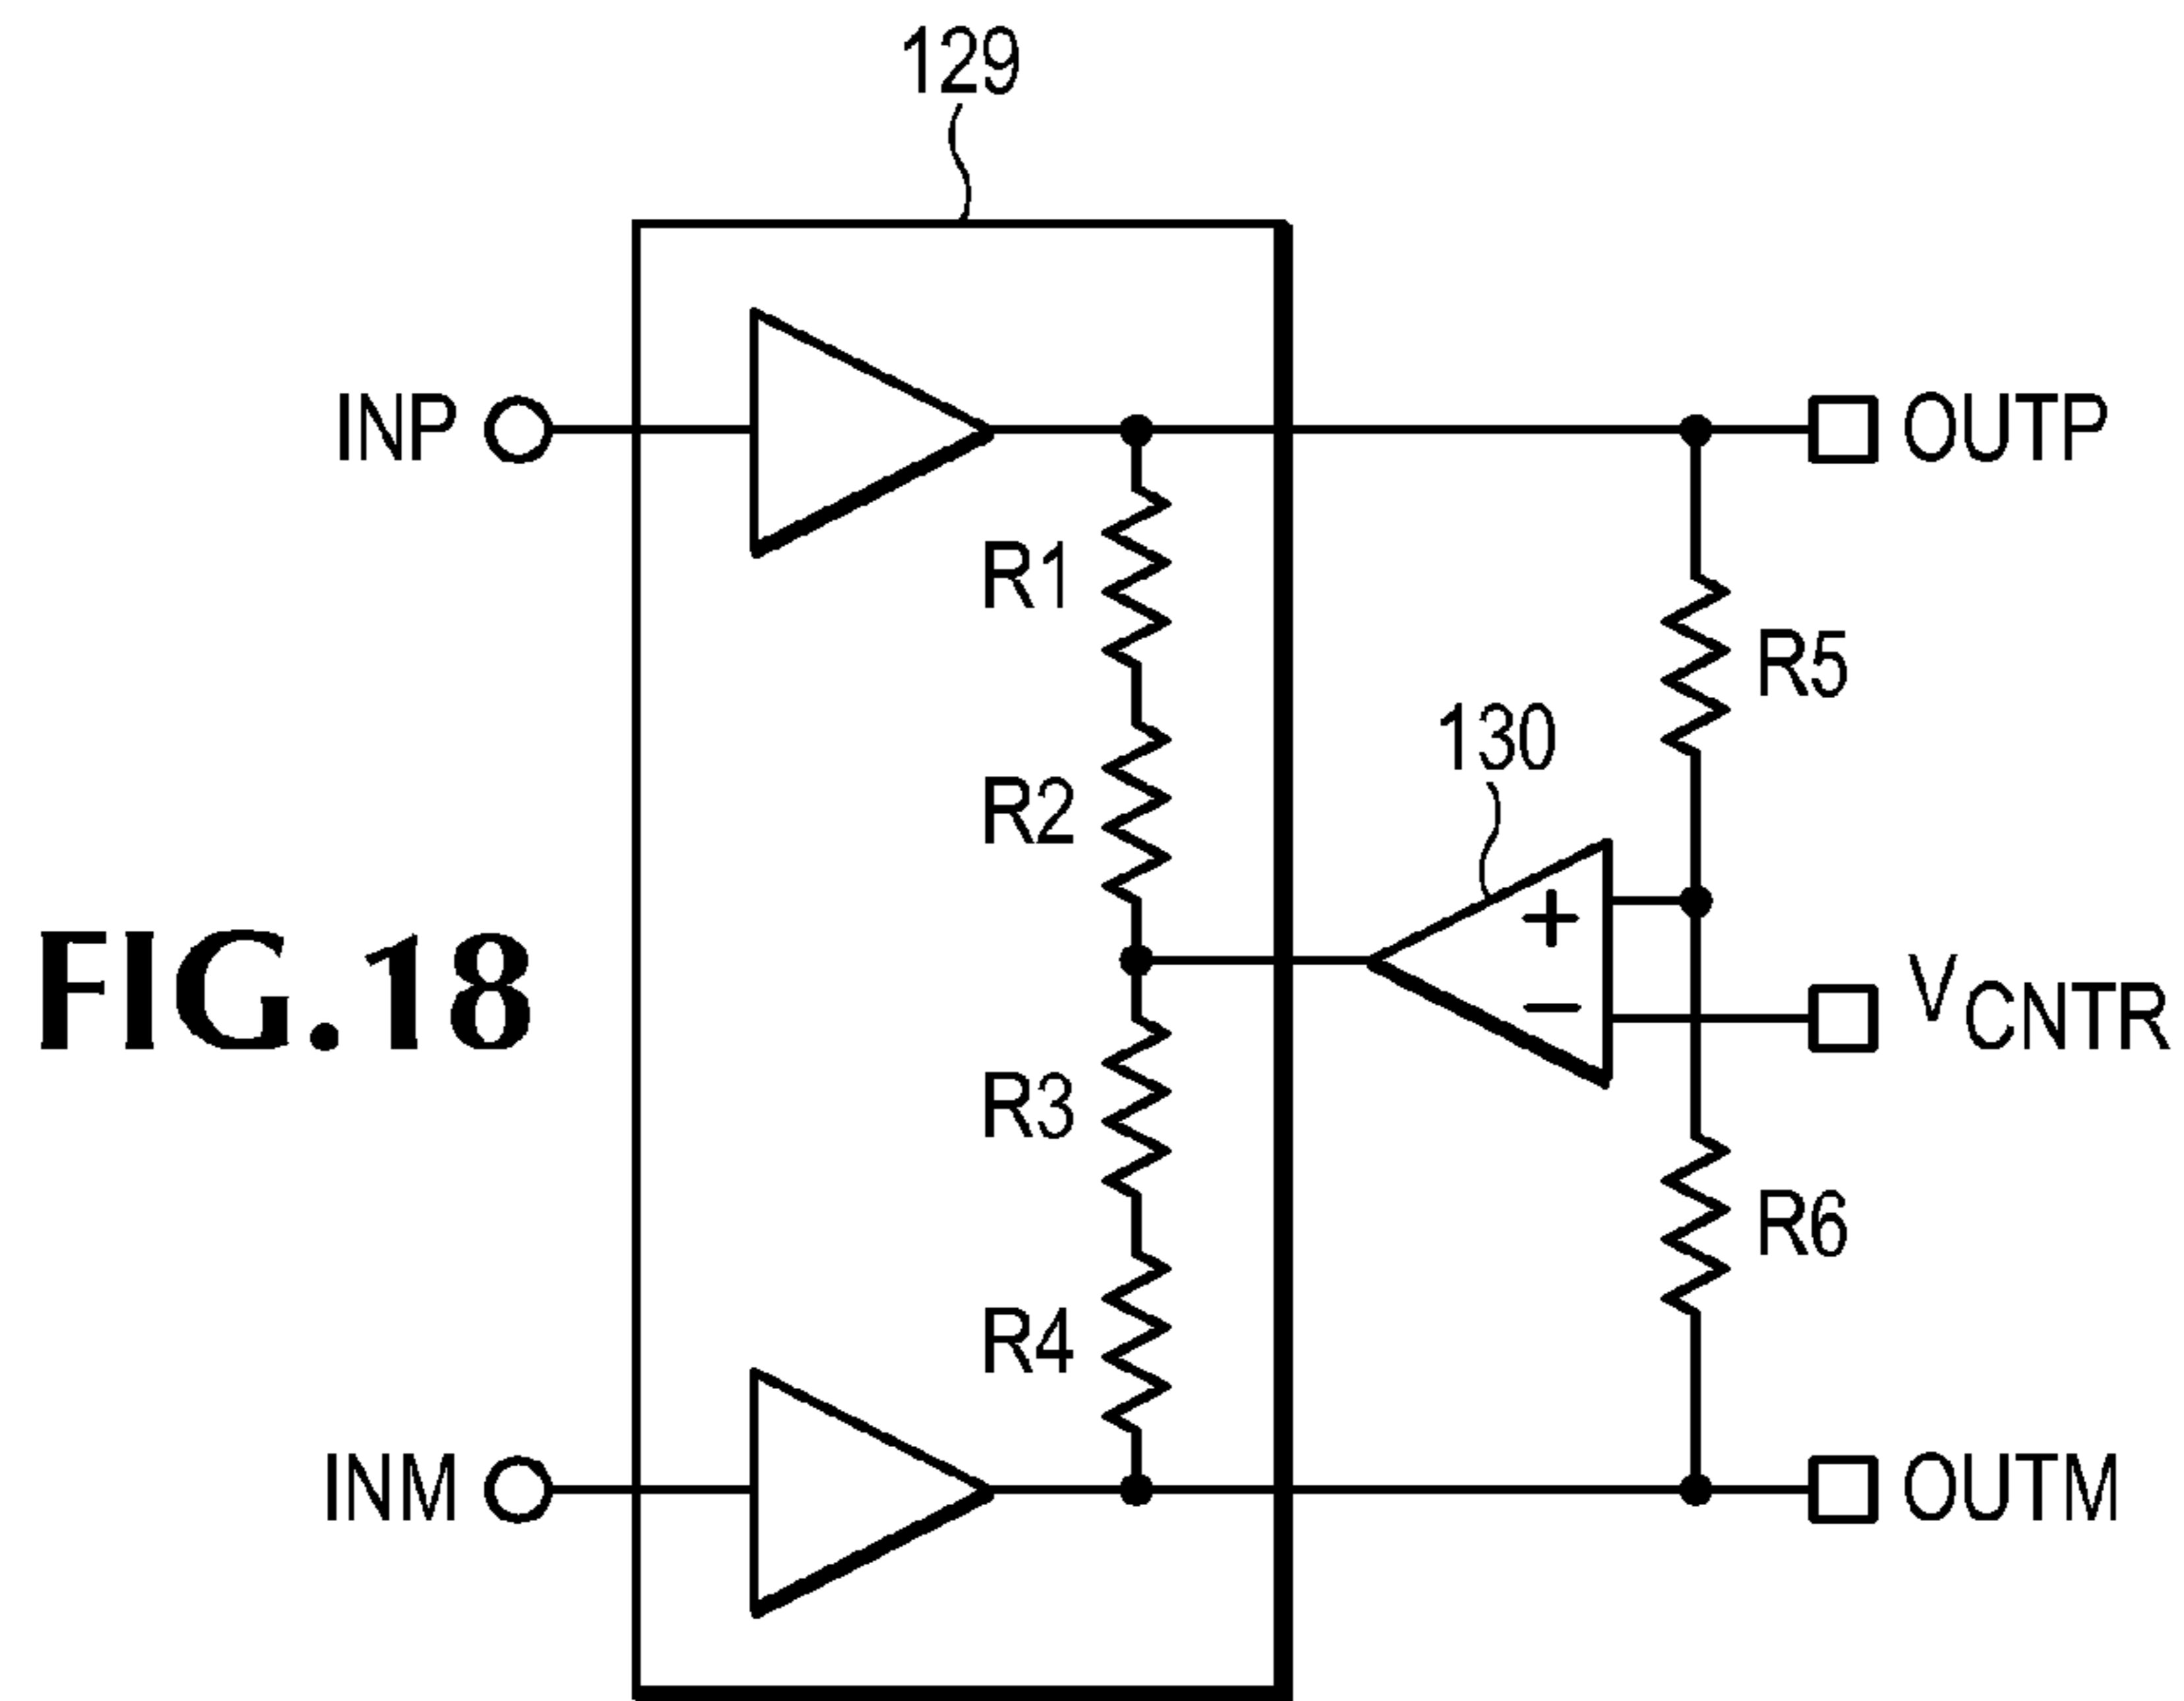 129
INP
OUTP
R1
R5
130
R2
+
FIG.18
−
VCNTR
R3
R6
R4
INM
OUTM